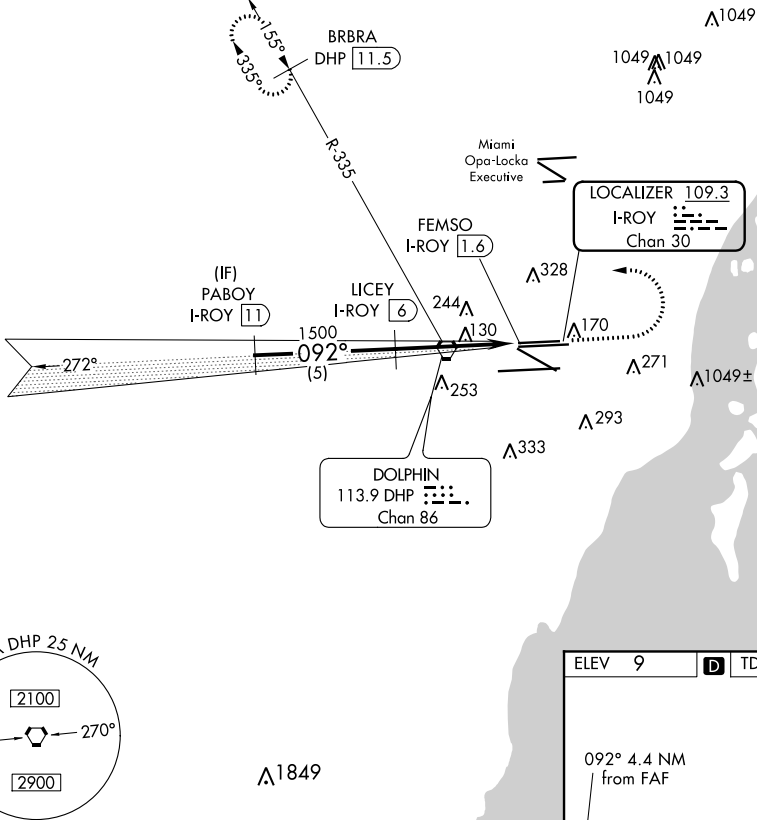 1049
155°
335°
BRBRA
DHP 11.5
1049 1049
1049
R-335
Miami
Opa-Locka
Executive
LOCALIZER 109.3
I-ROY
Chan 30
FEMSO
I-ROY 1.6
328
(IF)
PABOY
I-ROY 11
LICEY
I-ROY 6
244
130
170
1500
092°
(5)
272°
271
1049±
253
293
333
DOLPHIN
113.9 DHP
Chan 86
DHP 25 NM
2100
270°
2900
1849
ELEV 9 D TD
092° 4.4 NM
from FAF